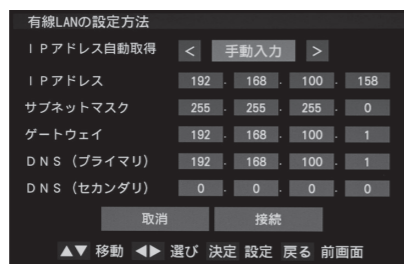 有線LANの設定方法
IPアドレス自動取得 < 手動入力 >
IPアドレス 192 . 168 . 100 . 158
サブネットマスク 255 . 255 . 255 . 0
ゲートウェイ 192 . 168 . 100 . 1
DNS(プライマリ) 192 . 168 . 100 . 1
DNS(セカンダリ) 0 . 0 . 0 . 0
取消 接続
▲▼ 移動 ◀▶ 選び 決定 設定 戻る 前画面